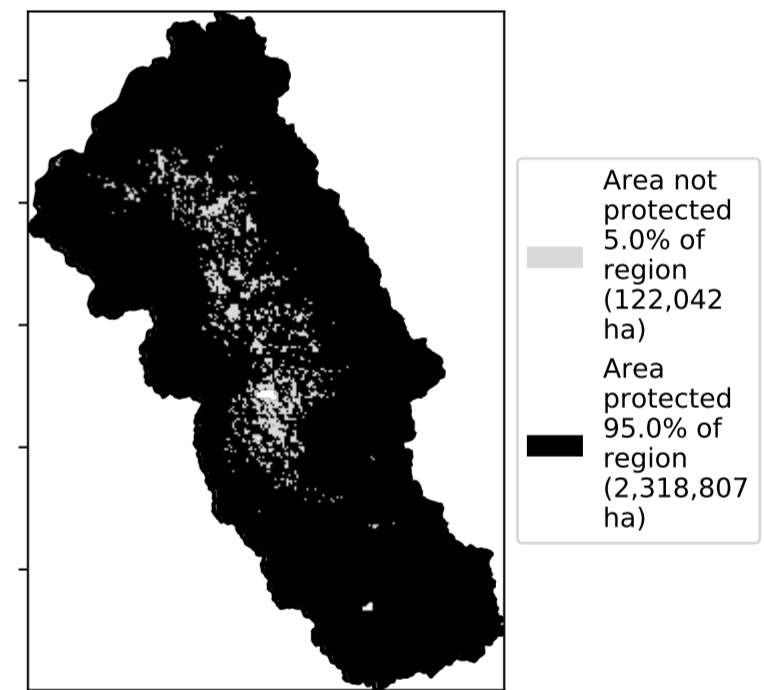 Area not
protected
5.0% of
region
(122,042
ha)
Area
protected
95.0% of
region
(2,318,807
ha)